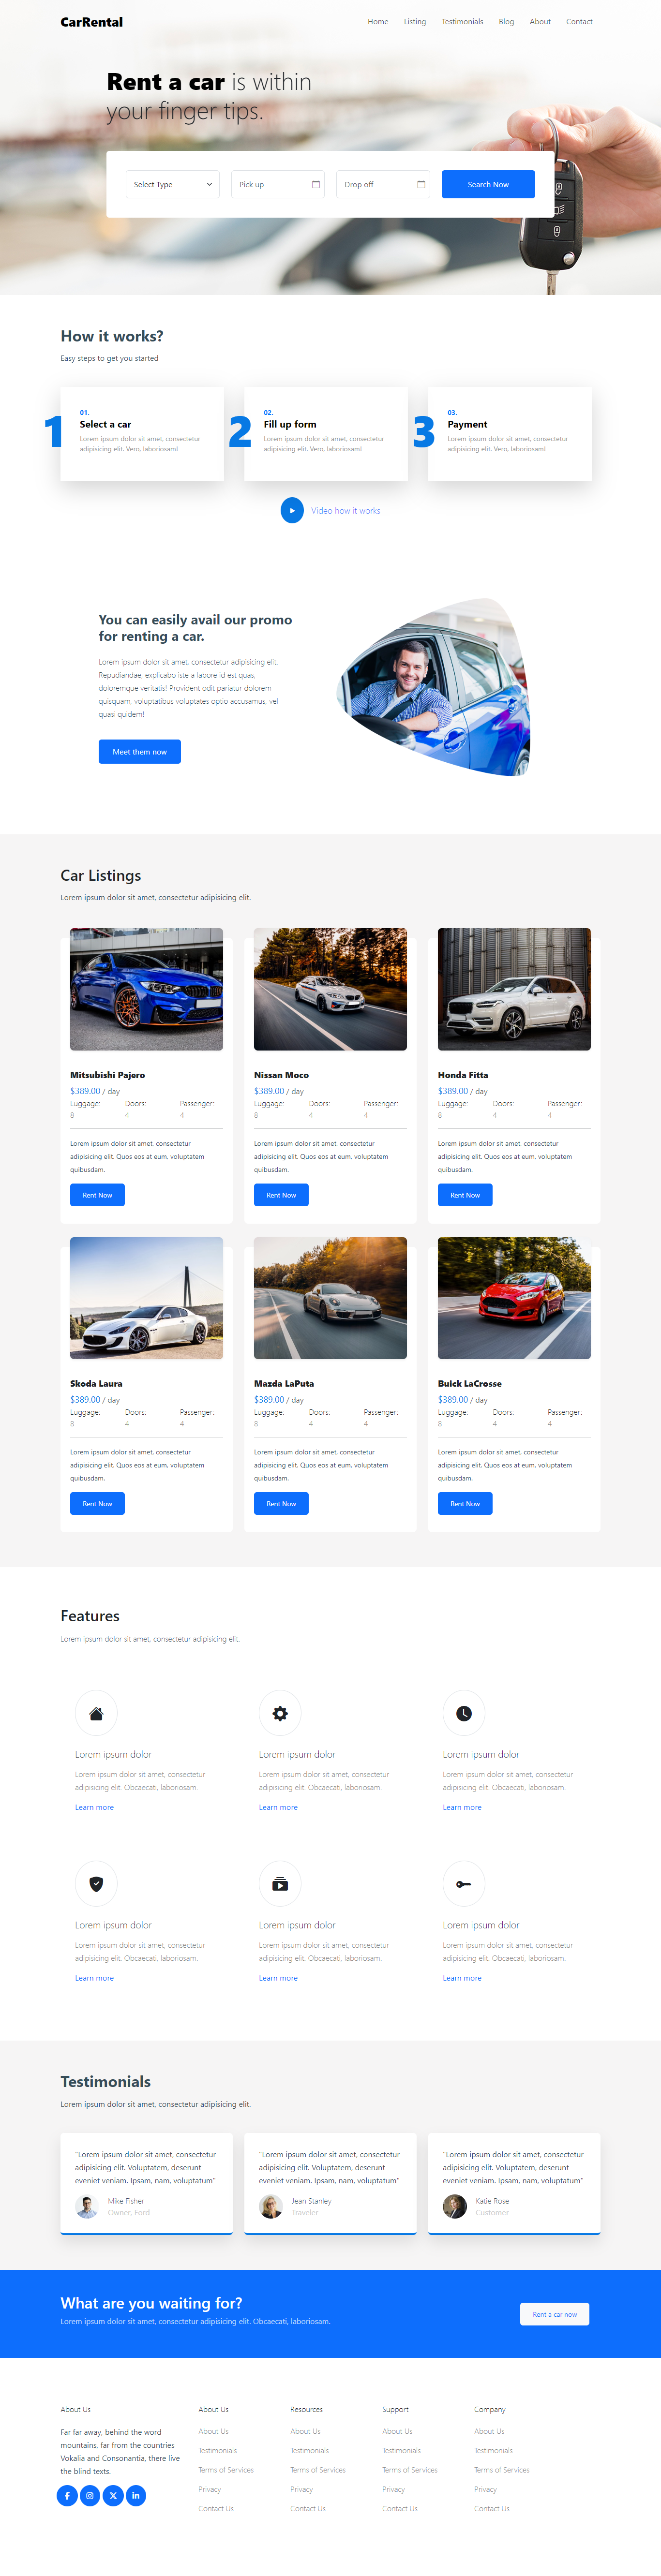 CarRental
Home Listing Testimonials Blog About Contact
Rent a car is within
your finger tips.
Select Type Pick up Drop off Search Now
How it works?
Easy steps to get you started
1 2 3
01.
Select a car
Lorem ipsum dolor sit amet, consectetur
adipisicing elit. Vero, laboriosam!
02.
Fill up form
Lorem ipsum dolor sit amet, consectetur
adipisicing elit. Vero, laboriosam!
03.
Payment
Lorem ipsum dolor sit amet, consectetur
adipisicing elit. Vero, laboriosam!
Video how it works
You can easily avail our promo
for renting a car.
Lorem ipsum dolor sit amet, consectetur adipisicing elit.
Repudiandae, explicabo iste a labore id est quas,
doloremque veritatis! Provident odit pariatur dolorem
quisquam, voluptatibus voluptates optio accusamus, vel
quasi quidem!
Meet them now
Car Listings
Lorem ipsum dolor sit amet, consectetur adipisicing elit.
Mitsubishi Pajero
$389.00 / day
Luggage: Doors: Passenger:
8 4 4
Lorem ipsum dolor sit amet, consectetur
adipisicing elit. Quos eos at eum, voluptatem
quibusdam.
Rent Now
Nissan Moco
$389.00 / day
Luggage: Doors: Passenger:
8 4 4
Lorem ipsum dolor sit amet, consectetur
adipisicing elit. Quos eos at eum, voluptatem
quibusdam.
Rent Now
Honda Fitta
$389.00 / day
Luggage: Doors: Passenger:
8 4 4
Lorem ipsum dolor sit amet, consectetur
adipisicing elit. Quos eos at eum, voluptatem
quibusdam.
Rent Now
Skoda Laura
$389.00 / day
Luggage: Doors: Passenger:
8 4 4
Lorem ipsum dolor sit amet, consectetur
adipisicing elit. Quos eos at eum, voluptatem
quibusdam.
Rent Now
Mazda LaPuta
$389.00 / day
Luggage: Doors: Passenger:
8 4 4
Lorem ipsum dolor sit amet, consectetur
adipisicing elit. Quos eos at eum, voluptatem
quibusdam.
Rent Now
Buick LaCrosse
$389.00 / day
Luggage: Doors: Passenger:
8 4 4
Lorem ipsum dolor sit amet, consectetur
adipisicing elit. Quos eos at eum, voluptatem
quibusdam.
Rent Now
Features
Lorem ipsum dolor sit amet, consectetur adipisicing elit.
Lorem ipsum dolor
Lorem ipsum dolor sit amet, consectetur
adipisicing elit. Obcaecati, laboriosam.
Learn more
Lorem ipsum dolor
Lorem ipsum dolor sit amet, consectetur
adipisicing elit. Obcaecati, laboriosam.
Learn more
Lorem ipsum dolor
Lorem ipsum dolor sit amet, consectetur
adipisicing elit. Obcaecati, laboriosam.
Learn more
Lorem ipsum dolor
Lorem ipsum dolor sit amet, consectetur
adipisicing elit. Obcaecati, laboriosam.
Learn more
Lorem ipsum dolor
Lorem ipsum dolor sit amet, consectetur
adipisicing elit. Obcaecati, laboriosam.
Learn more
Lorem ipsum dolor
Lorem ipsum dolor sit amet, consectetur
adipisicing elit. Obcaecati, laboriosam.
Learn more
Testimonials
Lorem ipsum dolor sit amet, consectetur adipisicing elit.
"Lorem ipsum dolor sit amet, consectetur
adipisicing elit. Voluptatem, deserunt
eveniet veniam. Ipsam, nam, voluptatum"
Mike Fisher
Owner, Ford
"Lorem ipsum dolor sit amet, consectetur
adipisicing elit. Voluptatem, deserunt
eveniet veniam. Ipsam, nam, voluptatum"
Jean Stanley
Traveler
"Lorem ipsum dolor sit amet, consectetur
adipisicing elit. Voluptatem, deserunt
eveniet veniam. Ipsam, nam, voluptatum"
Katie Rose
Customer
What are you waiting for?
Lorem ipsum dolor sit amet, consectetur adipisicing elit. Obcaecati, laboriosam.
Rent a car now
About Us
Far far away, behind the word
mountains, far from the countries
Vokalia and Consonantia, there live
the blind texts.
About Us
About Us
Testimonials
Terms of Services
Privacy
Contact Us
Resources
About Us
Testimonials
Terms of Services
Privacy
Contact Us
Support
About Us
Testimonials
Terms of Services
Privacy
Contact Us
Company
About Us
Testimonials
Terms of Services
Privacy
Contact Us